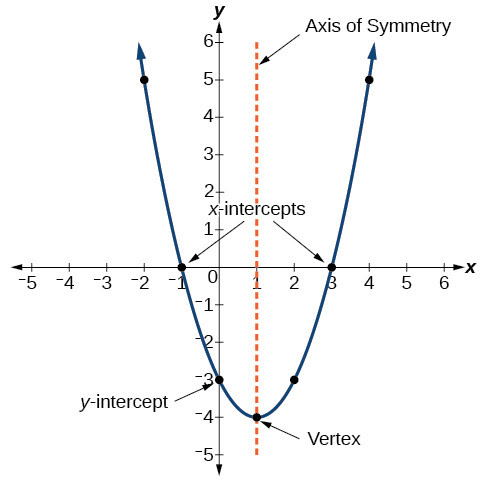 y
Axis of Symmetry
6
5
4
3
2
x-intercepts
1
x
−5 −4 −3 −2 −1 0 1 2 3 4 5 6
−1
−2
−3
y-intercept
−4
Vertex
−5